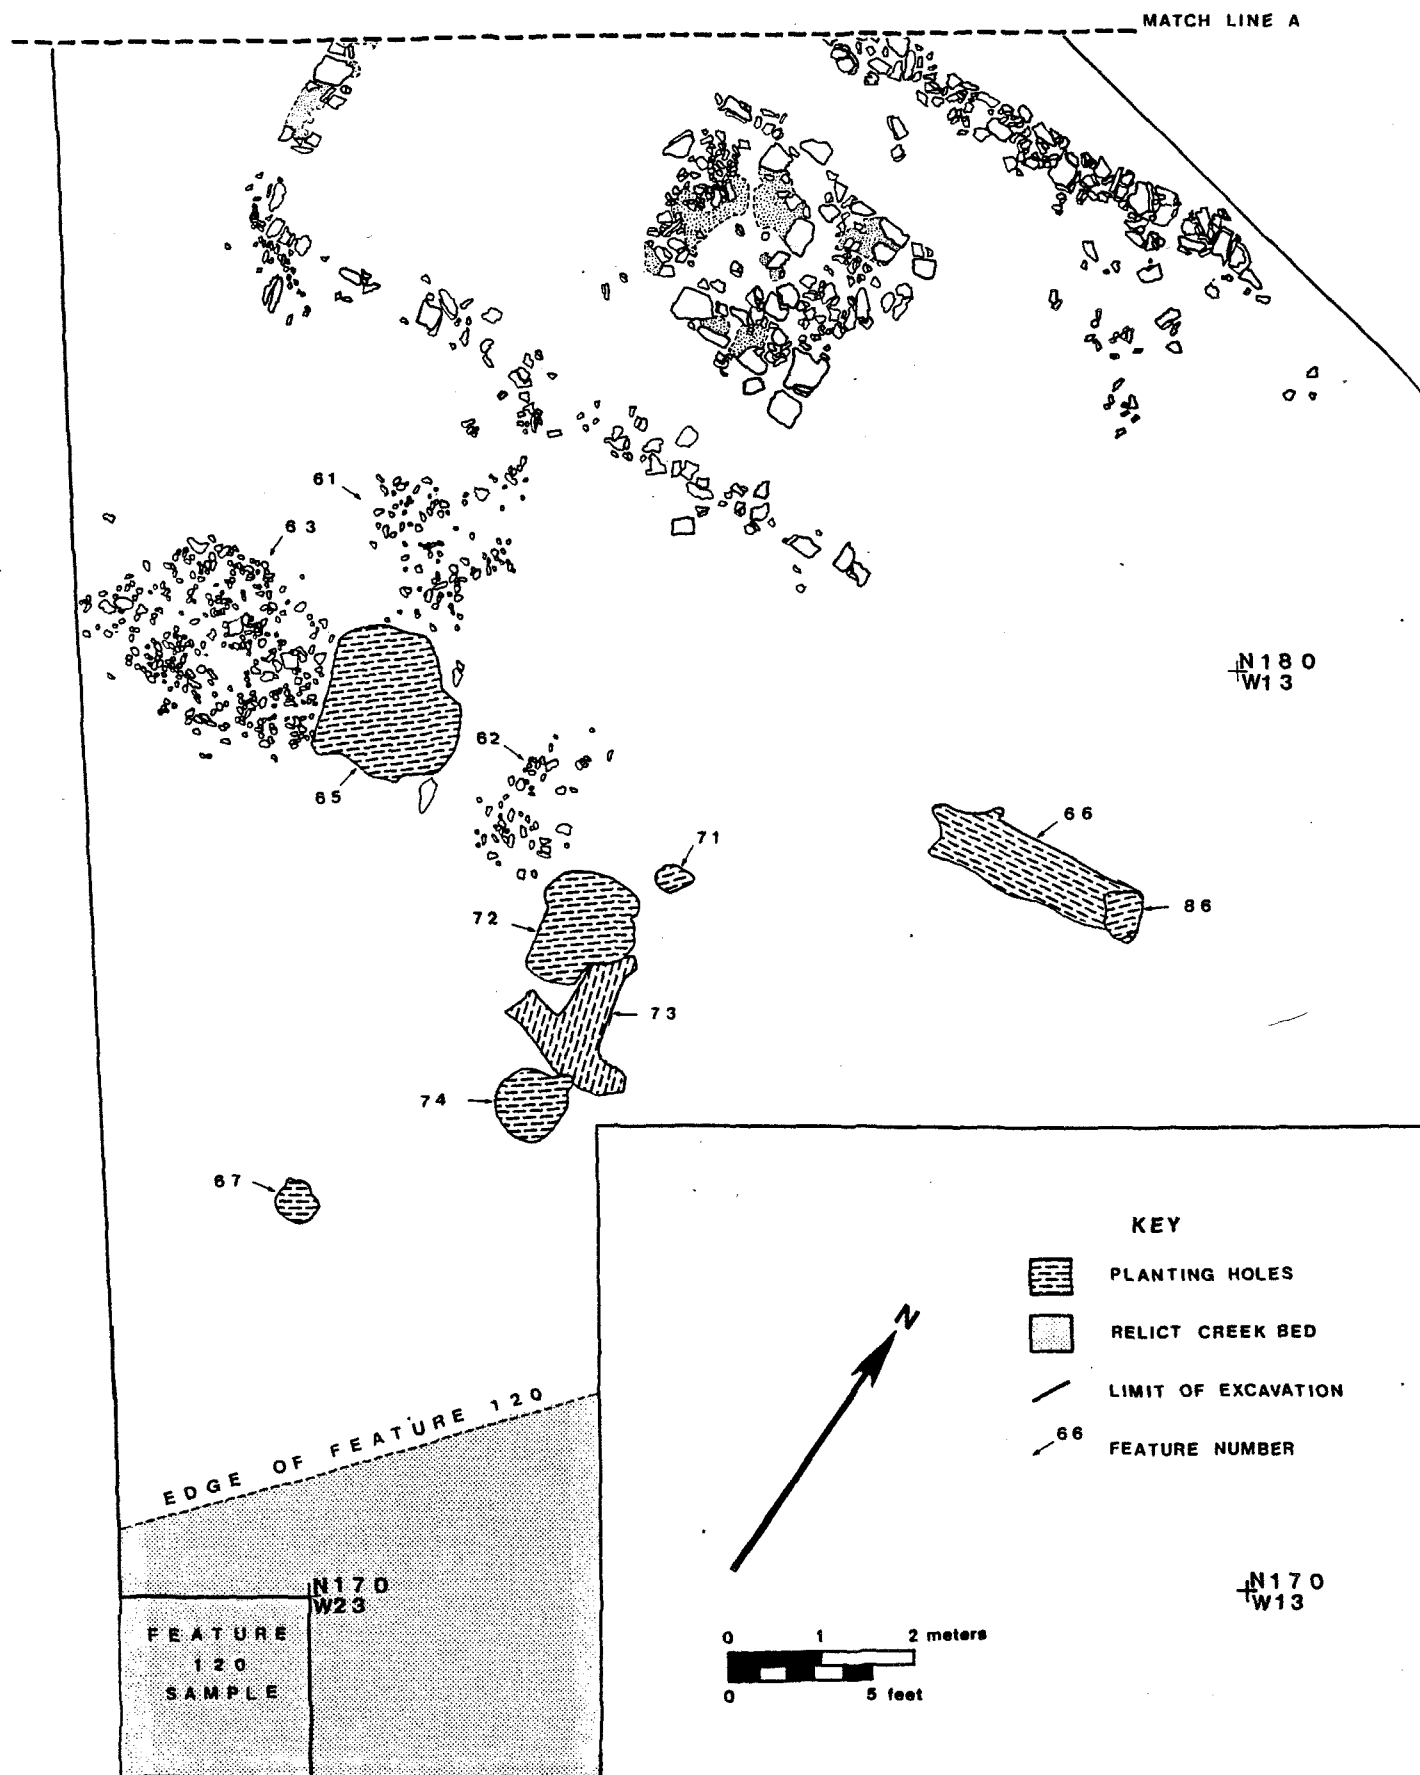 MATCH LINE A
61
63
N180
W13
62
65
66
71
86
72
73
74
67
KEY
PLANTING HOLES
N
RELICT CREEK BED
LIMIT OF EXCAVATION
EDGE OF FEATURE 120
66
FEATURE NUMBER
N170
W23
N170
W13
FEATURE
120
SAMPLE
0 1 2 meters
0 5 feet